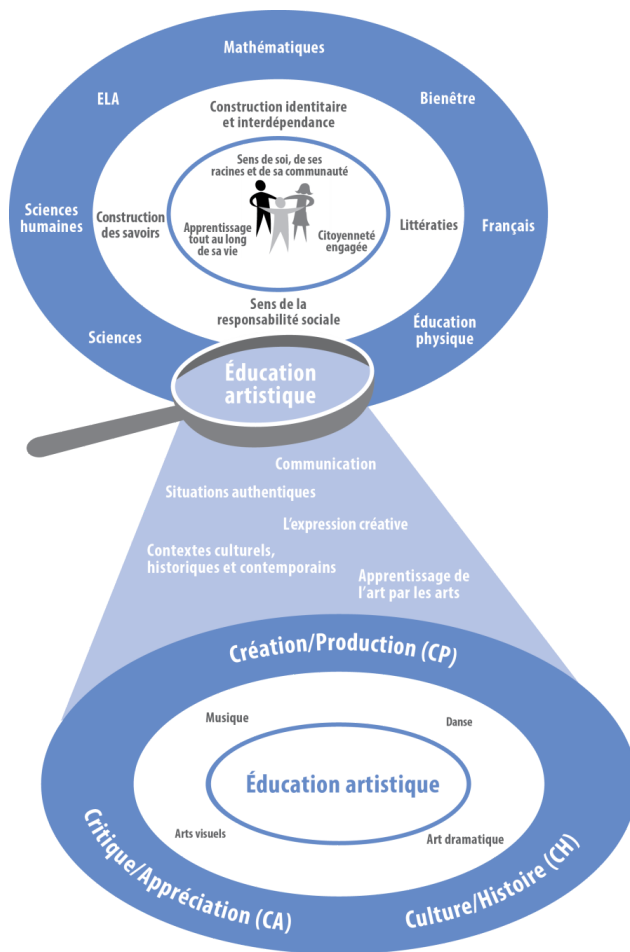 Mathématiques
ELA
Bienêtre
Construction identitaire
et interdépendance
Sens de soi, de ses
racines et de sa communauté
Sciences
humaines
Construction
des savoirs
Apprentissage
tout au long
de sa vie
Citoyenneté
engagée
Littératies
Français
Sens de la
responsabilité sociale
Sciences
Éducation
physique
Éducation
artistique
Communication
Situations authentiques
L'expression créative
Contextes culturels,
historiques et contemporains
Apprentissage de
l'art par les arts
Création/Production (CP)
Musique
Danse
Éducation artistique
Arts visuels
Art dramatique
Critique/Appréciation (CA)
Culture/Histoire (CH)